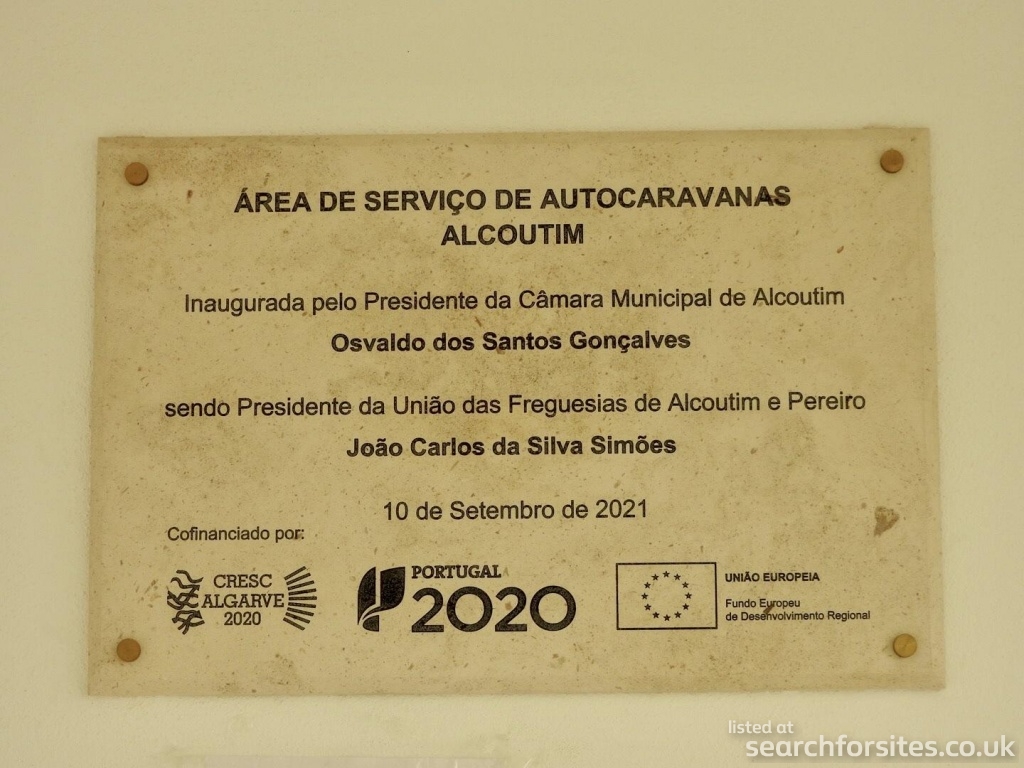 ÁREA DE SERVIÇO DE AUTOCARAVANAS
ALCOUTIM
Inaugurada pelo Presidente da Câmara Municipal de Alcoutim
Osvaldo dos Santos Gonçalves
sendo Presidente da União das Freguesias de Alcoutim e Pereiro
João Carlos da Silva Simões
10 de Setembro de 2021
Cofinanciado por:
CRESC
ALGARVE
2020
PORTUGAL
2020
UNIÃO EUROPEIA
Fundo Europeu
de Desenvolvimento Regional
listed at
searchforsites.co.uk